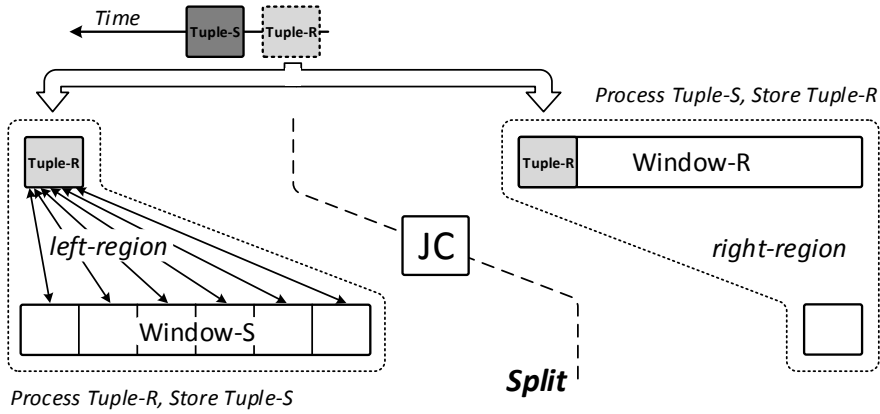 Time
Tuple-S
Tuple-R
Process Tuple-S, Store Tuple-R
Tuple-R
Tuple-R
Window-R
left-region
JC
right-region
Window-S
Split
Process Tuple-R, Store Tuple-S